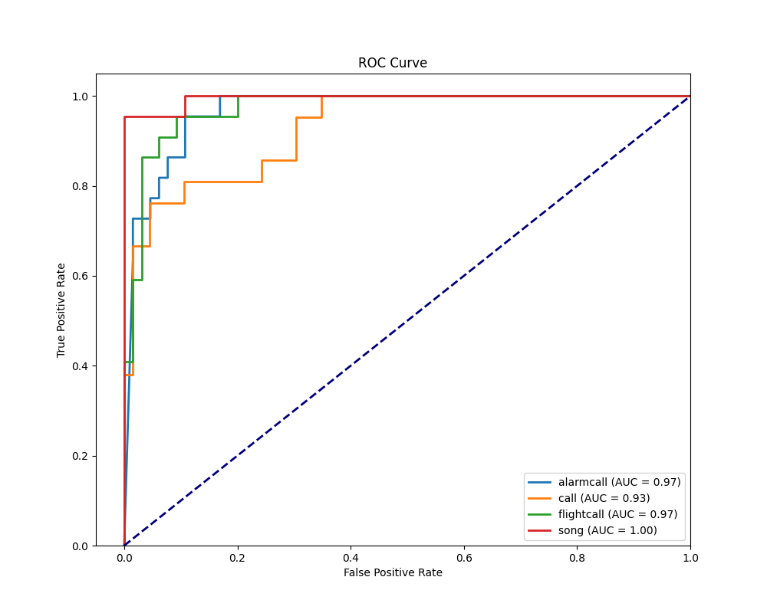 ROC Curve
True Positive Rate
1.0
0.8
0.6
0.4
0.2
0.0
0.0 0.2 0.4 0.6 0.8 1.0
False Positive Rate
alarmcall (AUC = 0.97)
call (AUC = 0.93)
flightcall (AUC = 0.97)
song (AUC = 1.00)